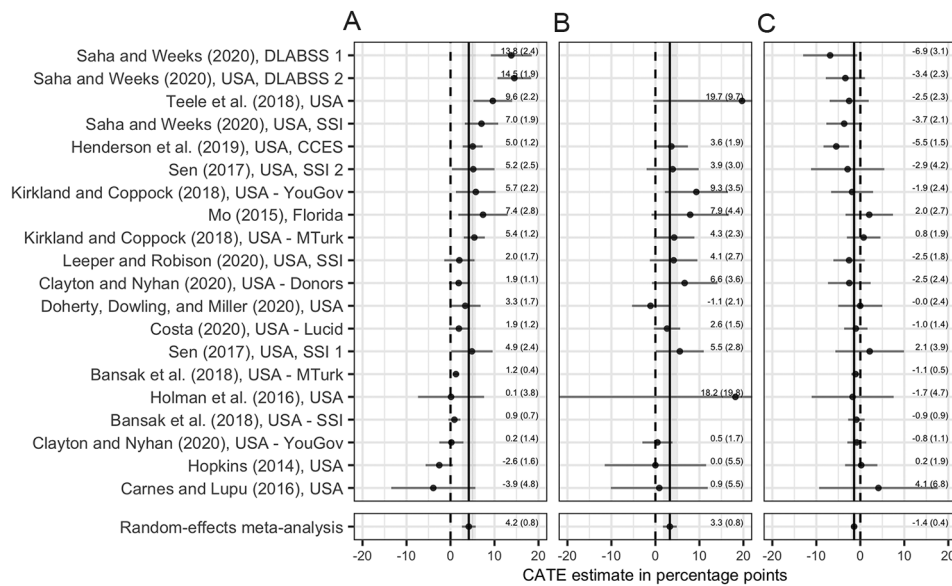 A B C
Saha and Weeks (2020), DLABSS 1 13.8 (2.4) -6.9 (3.1)
Saha and Weeks (2020), USA, DLABSS 2 14.5 (1.9) -3.4 (2.3)
Teele et al. (2018), USA 9.6 (2.2) 19.7 (9.7) -2.5 (2.3)
Saha and Weeks (2020), USA, SSI 7.0 (1.9) -3.7 (2.1)
Henderson et al. (2019), USA, CCES 5.0 (1.2) 3.6 (1.9) -5.5 (1.5)
Sen (2017), USA, SSI 2 5.2 (2.5) 3.9 (3.0) -2.9 (4.2)
Kirkland and Coppock (2018), USA - YouGov 5.7 (2.2) 9.3 (3.5) -1.9 (2.4)
Mo (2015), Florida 7.4 (2.8) 7.9 (4.4) 2.0 (2.7)
Kirkland and Coppock (2018), USA - MTurk 5.4 (1.2) 4.3 (2.3) 0.8 (1.9)
Leeper and Robison (2020), USA, SSI 2.0 (1.7) 4.1 (2.7) -2.5 (1.8)
Clayton and Nyhan (2020), USA - Donors 1.9 (1.1) 6.6 (3.6) -2.5 (2.4)
Doherty, Dowling, and Miller (2020), USA 3.3 (1.7) -1.1 (2.1) -0.0 (2.4)
Costa (2020), USA - Lucid 1.9 (1.2) 2.6 (1.5) -1.0 (1.4)
Sen (2017), USA, SSI 1 4.9 (2.4) 5.5 (2.8) 2.1 (3.9)
Bansak et al. (2018), USA - MTurk 1.2 (0.4) -1.1 (0.5)
Holman et al. (2016), USA 0.1 (3.8) 18.2 (19.8) -1.7 (4.7)
Bansak et al. (2018), USA - SSI 0.9 (0.7) -0.9 (0.9)
Clayton and Nyhan (2020), USA - YouGov 0.2 (1.4) 0.5 (1.7) -0.8 (1.1)
Hopkins (2014), USA -2.6 (1.6) 0.0 (5.5) 0.2 (1.9)
Carnes and Lupu (2016), USA -3.9 (4.8) 0.9 (5.5) 4.1 (6.8)
Random-effects meta-analysis 4.2 (0.8) 3.3 (0.8) -1.4 (0.4)
-20 -10 0 10 20 -20 -10 0 10 20 -20 -10 0 10 20
CATE estimate in percentage points